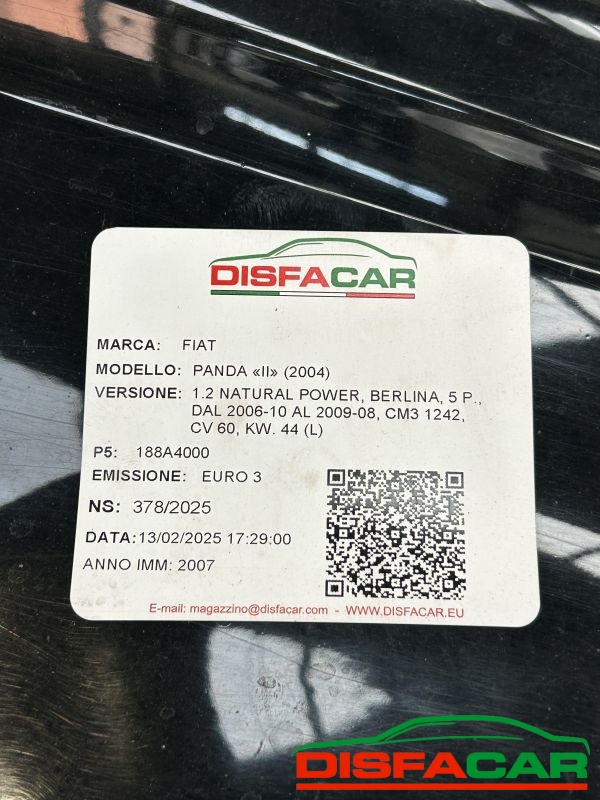 DISFACAR
MARCA: FIAT
MODELLO: PANDA «II» (2004)
VERSIONE: 1.2 NATURAL POWER, BERLINA, 5 P.,
DAL 2006-10 AL 2009-08, CM3 1242,
CV 60, KW. 44 (L)
P5: 188A4000
EMISSIONE: EURO 3
NS: 378/2025
DATA:13/02/2025 17:29:00
ANNO IMM: 2007
E-mail: magazzino@disfacar.com - WWW.DISFACAR.EU
DISFACAR